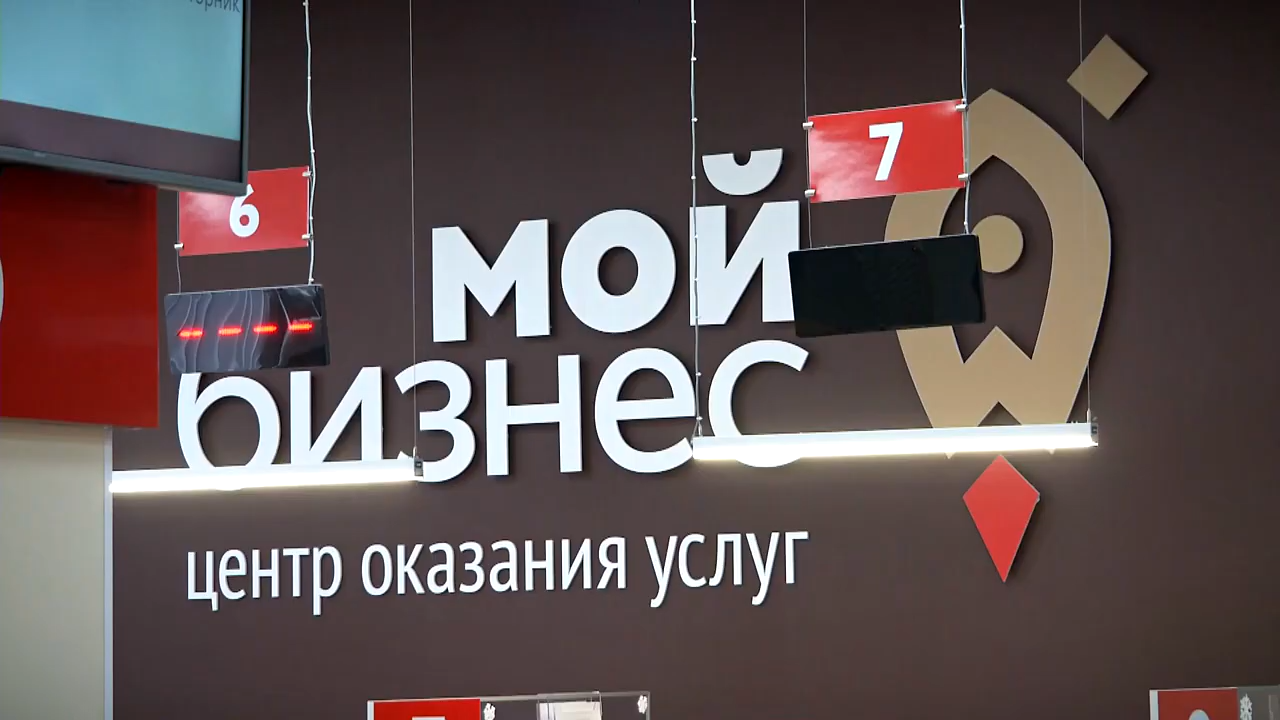 6
7
мой
бизнес
центр оказания услуг